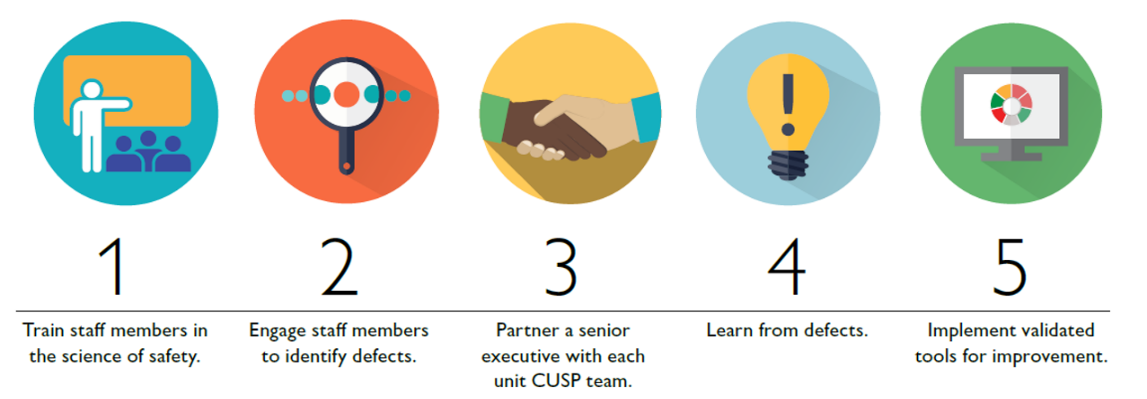 1
Train staff members in
the science of safety.
2
Engage staff members
to identify defects.
3
Partner a senior
executive with each
unit CUSP team.
4
Learn from defects.
5
Implement validated
tools for improvement.